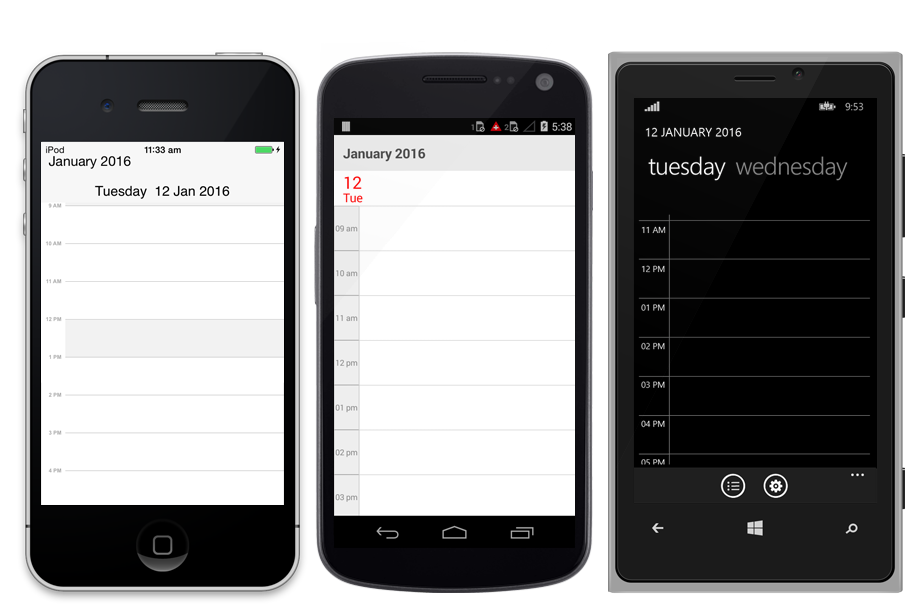 iPod 11:33 am
January 2016
Tuesday 12 Jan 2016
9 AM
10 AM
11 AM
12 PM
1 PM
2 PM
3 PM
4 PM
1 2 5:38
January 2016
12
Tue
09 am
10 am
11 am
12 pm
01 pm
02 pm
03 pm
9:53
12 JANUARY 2016
tuesday wednesday
11 AM
12 PM
01 PM
02 PM
03 PM
04 PM
05 PM